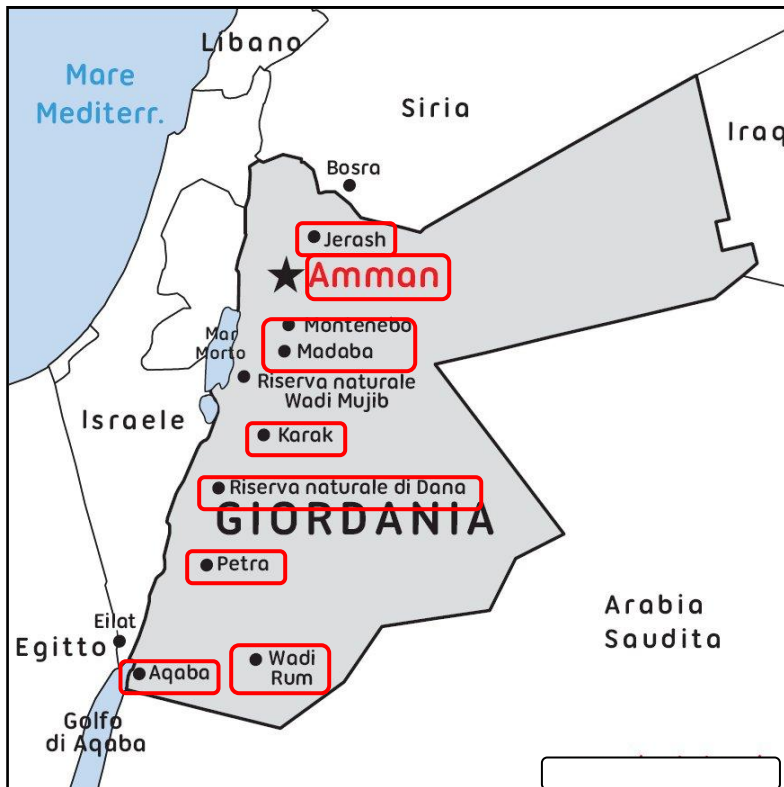 Libano
Mare
Mediterr.
Siria
Iraq
Bosra
Jerash
Amman
Montenebo
Mar
Morto
Madaba
Riserva naturale
Wadi Mujib
Israele
Karak
Riserva naturale di Dana
GIORDANIA
Petra
Arabia
Saudita
Eilat
Egitto
Wadi
Rum
Aqaba
Golfo
di Aqaba